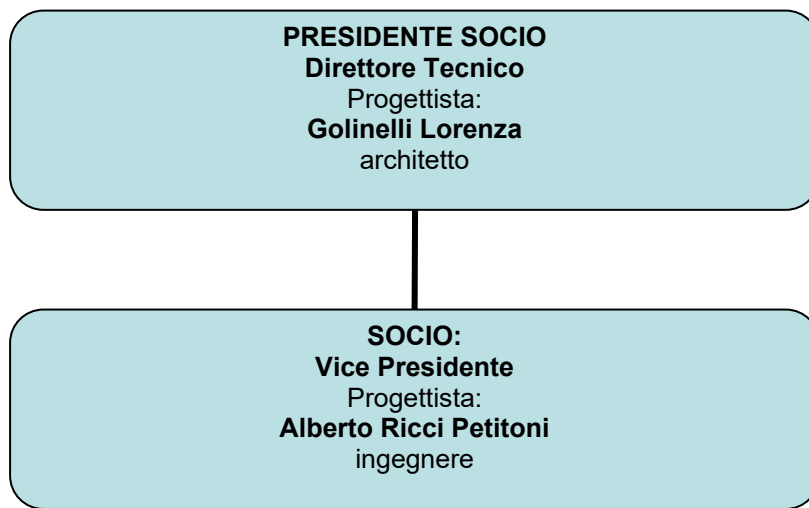 PRESIDENTE SOCIO
Direttore Tecnico
Progettista:
Golinelli Lorenza
architetto
SOCIO:
Vice Presidente
Progettista:
Alberto Ricci Petitoni
ingegnere